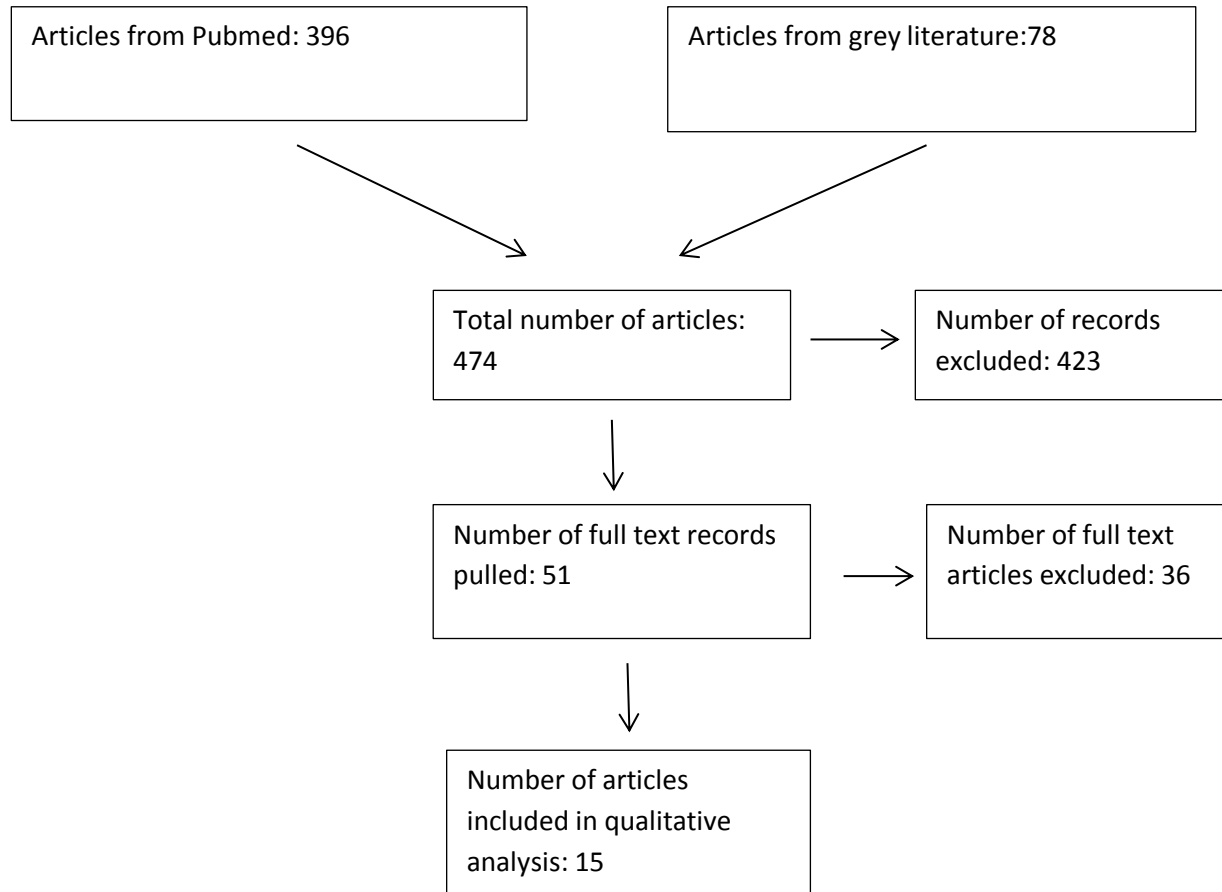 Articles from Pubmed: 396
Articles from grey literature:78
Total number of articles:
474
Number of records
excluded: 423
Number of full text records
pulled: 51
Number of full text
articles excluded: 36
Number of articles
included in qualitative
analysis: 15